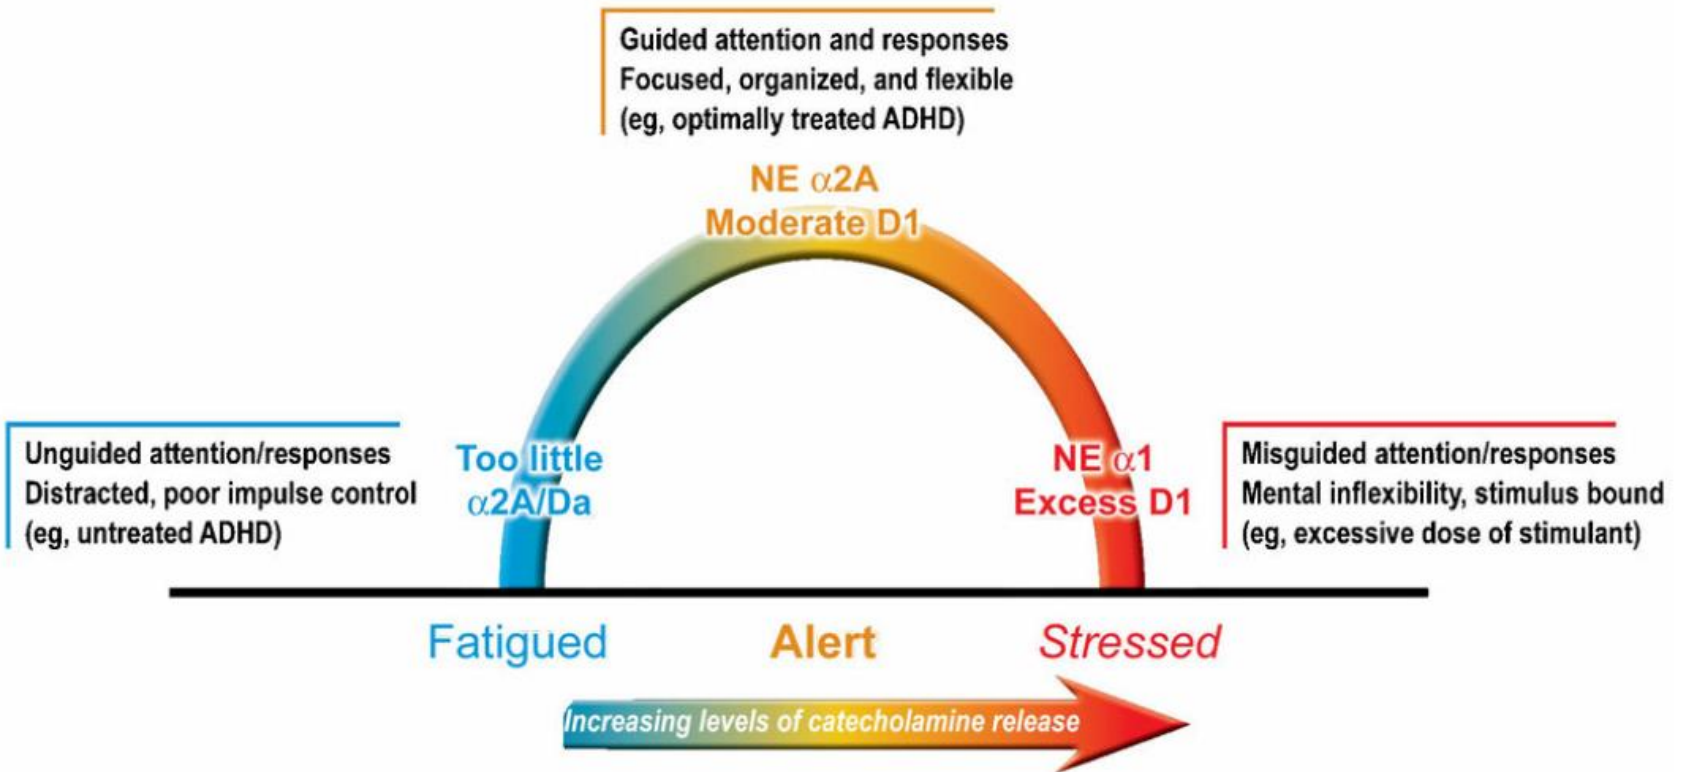 Guided attention and responses
Focused, organized, and flexible
(eg, optimally treated ADHD)
NE α2A
Moderate D1
Unguided attention/responses
Distracted, poor impulse control
(eg, untreated ADHD)
Too little
α2A/Da
NE α1
Excess D1
Misguided attention/responses
Mental inflexibility, stimulus bound
(eg, excessive dose of stimulant)
Fatigued
Alert
Stressed
Increasing levels of catecholamine release